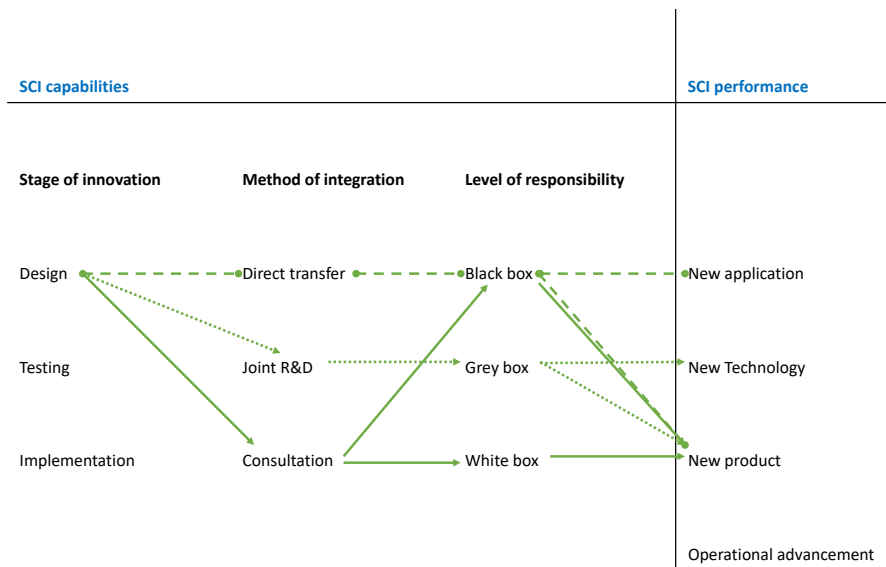 SCI capabilities
SCI performance
Stage of innovation
Method of integration
Level of responsibility
Design
Direct transfer
Black box
New application
Testing
Joint R&D
Grey box
New Technology
Implementation
Consultation
White box
New product
Operational advancement